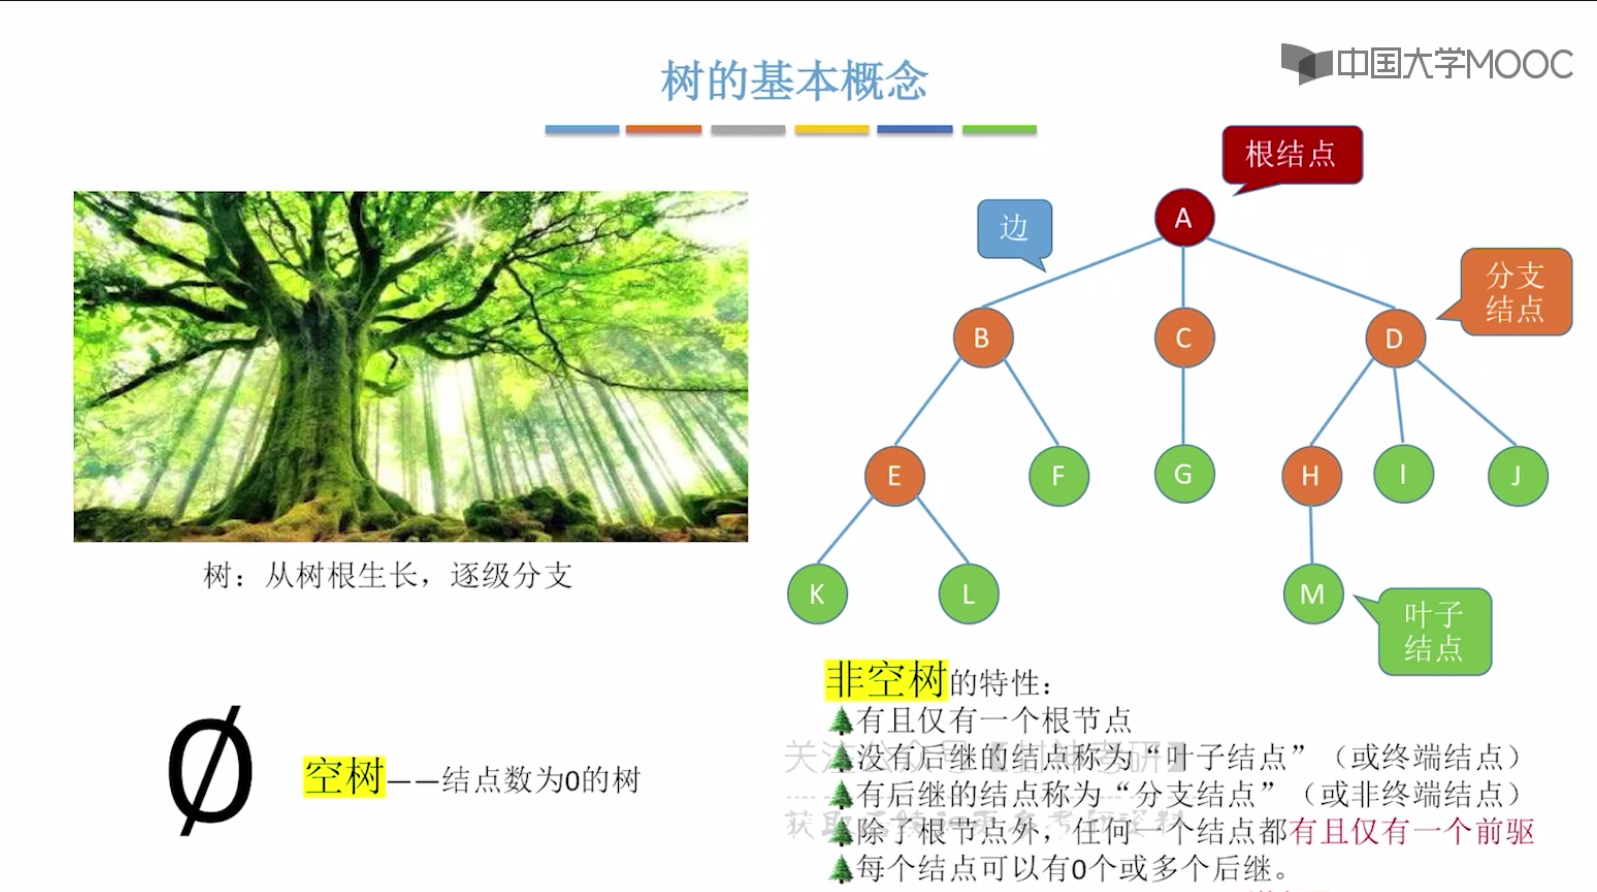 树的基本概念
中国大学MOOC
根结点
A
边
分支
结点
B
C
D
E
F
G
H
I
J
K
L
M
叶子
结点
树：从树根生长，逐级分支
Ø
空树——结点数为0的树
非空树的特性：
有且仅有一个根节点
没有后继的结点称为“叶子结点”（或终端结点）
有后继的结点称为“分支结点”（或非终端结点）
除了根节点外，任何一个结点都有且仅有一个前驱
每个结点可以有0个或多个后继。